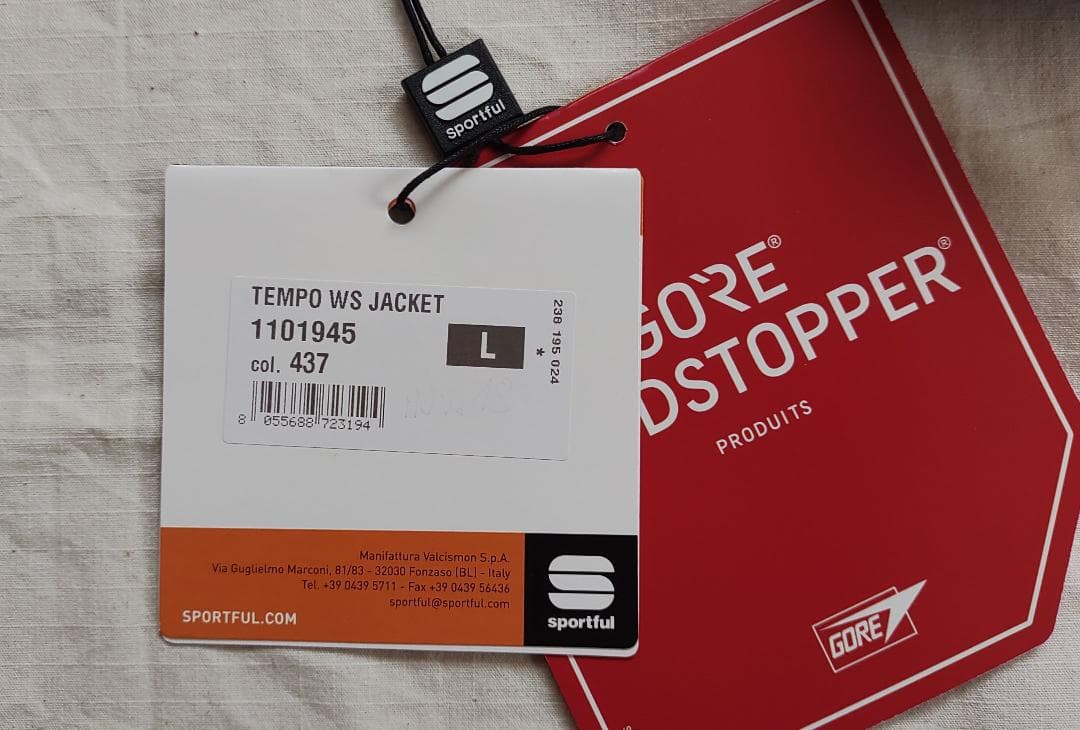 sportful
TEMPO WS JACKET
1101945
col. 437
L
*
238 195 024
8 055688 723194
Manifattura Valcismon S.p.A.
Via Guglielmo Marconi, 81/83 - 32030 Fonzaso (BL) - Italy
Tel. +39 0439 5711 - Fax +39 0439 56436
sportful@sportful.com
SPORTFUL.COM
sportful
GORE®
DSTOPPER®
PRODUITS
GORE